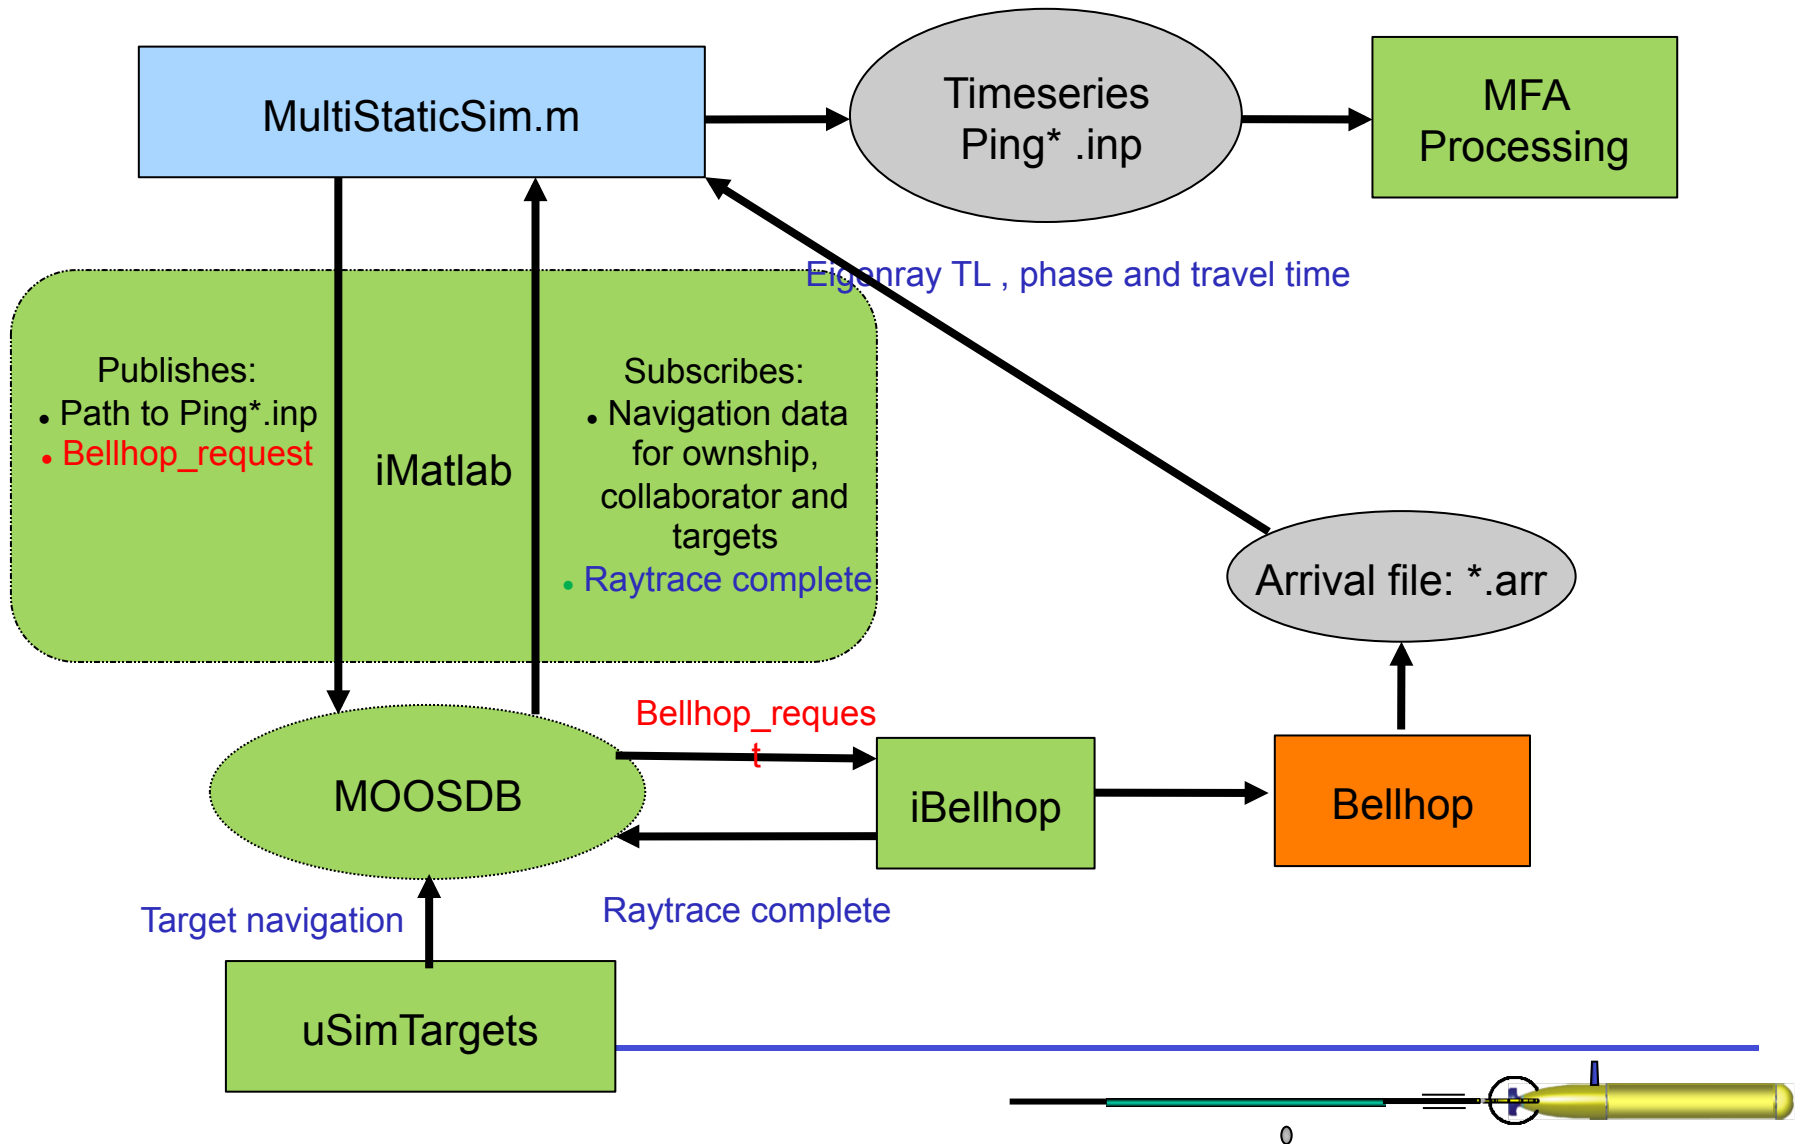 MultiStaticSim.m
Timeseries
Ping* .inp
MFA
Processing
Eigenray TL , phase and travel time
Publishes:
• Path to Ping*.inp
• Bellhop_request
iMatlab
Subscribes:
• Navigation data
for ownship,
collaborator and
targets
• Raytrace complete
Arrival file: *.arr
Bellhop_reques
t
MOOSDB
iBellhop
Bellhop
Target navigation
Raytrace complete
uSimTargets